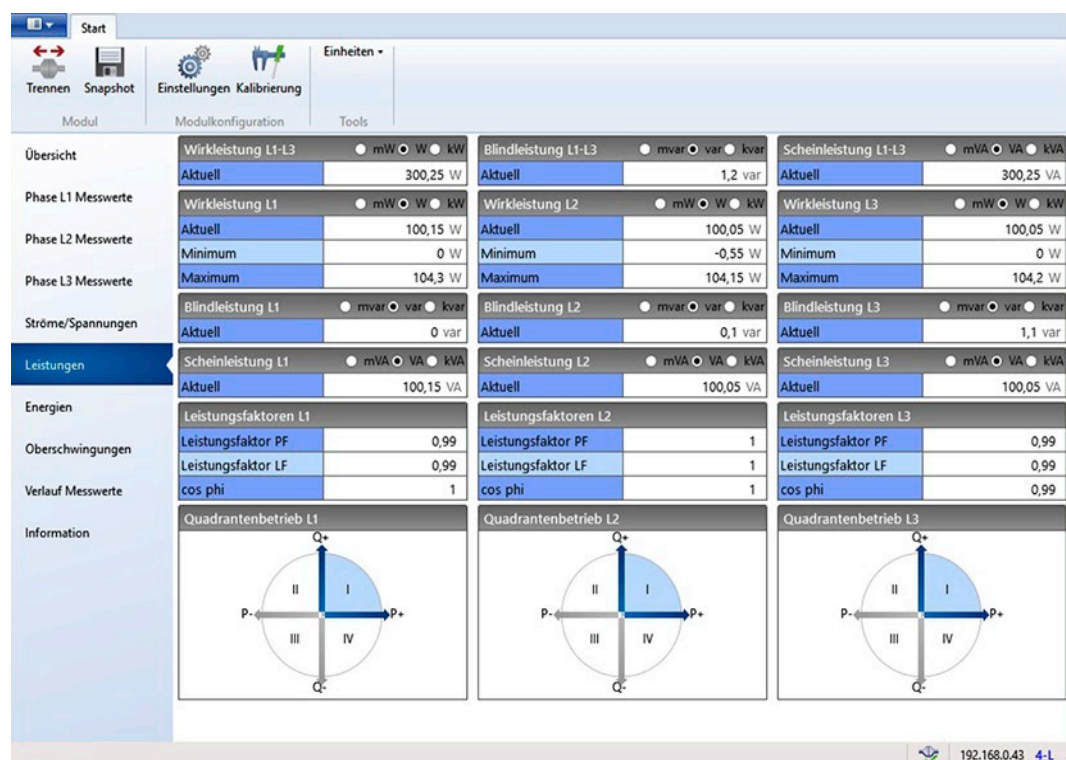 Start
Trennen Snapshot Einstellungen Kalibrierung Einheiten
Modul Modulkonfiguration Tools
Übersicht
Phase L1 Messwerte
Phase L2 Messwerte
Phase L3 Messwerte
Ströme/Spannungen
Leistungen
Energien
Oberschwingungen
Verlauf Messwerte
Information
Wirkleistung L1-L3 mW W kW Blindleistung L1-L3 mvar var kvar Scheinleistung L1-L3 mVA VA kVA
Aktuell 300,25 W Aktuell 1,2 var Aktuell 300,25 VA
Wirkleistung L1 mW W kW Wirkleistung L2 mW W kW Wirkleistung L3 mW W kW
Aktuell 100,15 W Aktuell 100,05 W Aktuell 100,05 W
Minimum 0 W Minimum -0,55 W Minimum 0 W
Maximum 104,3 W Maximum 104,15 W Maximum 104,2 W
Blindleistung L1 mvar var kvar Blindleistung L2 mvar var kvar Blindleistung L3 mvar var kvar
Aktuell 0 var Aktuell 0,1 var Aktuell 1,1 var
Scheinleistung L1 mVA VA kVA Scheinleistung L2 mVA VA kVA Scheinleistung L3 mVA VA kVA
Aktuell 100,15 VA Aktuell 100,05 VA Aktuell 100,05 VA
Leistungsfaktoren L1 Leistungsfaktoren L2 Leistungsfaktoren L3
Leistungsfaktor PF 0,99 Leistungsfaktor PF 1 Leistungsfaktor PF 0,99
Leistungsfaktor LF 0,99 Leistungsfaktor LF 1 Leistungsfaktor LF 0,99
cos phi 1 cos phi 1 cos phi 0,99
Quadrantenbetrieb L1 Quadrantenbetrieb L2 Quadrantenbetrieb L3
Q+ Q+ Q+
II I II I II I
P- P+ P- P+ P- P+
III IV III IV III IV
Q- Q- Q-
192.168.0.43 4-L